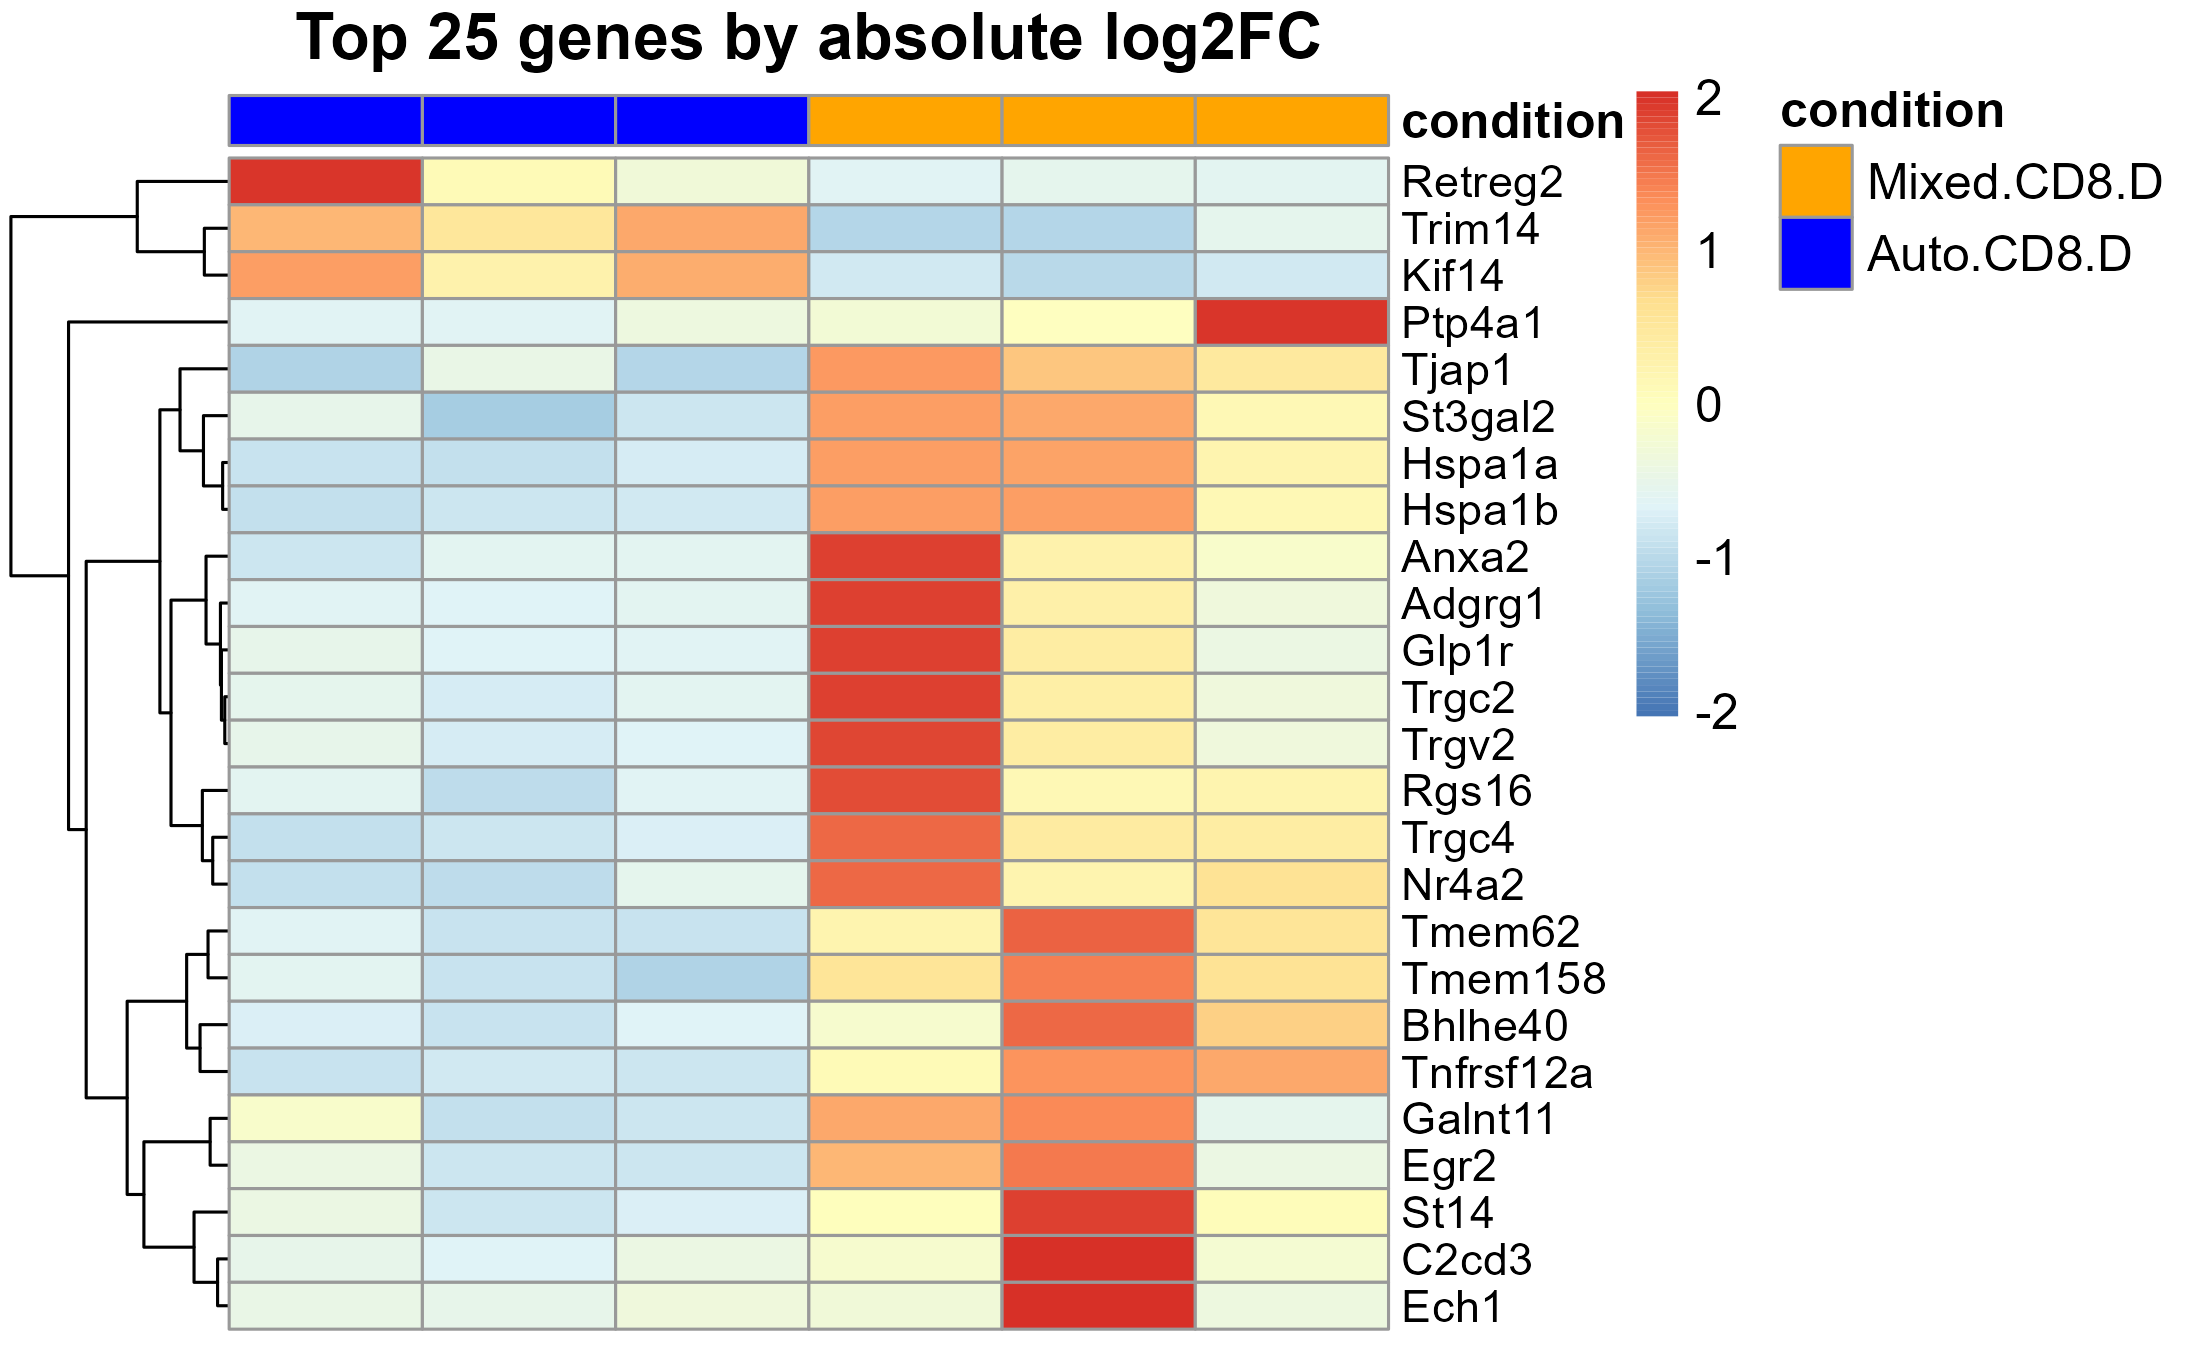 Top 25 genes by absolute log2FC
condition
Retreg2
Trim14
Kif14
Ptp4a1
Tjap1
St3gal2
Hspa1a
Hspa1b
Anxa2
Adgrg1
Glp1r
Trgc2
Trgv2
Rgs16
Trgc4
Nr4a2
Tmem62
Tmem158
Bhlhe40
Tnfrsf12a
Galnt11
Egr2
St14
C2cd3
Ech1
2
1
0
-1
-2
condition
Mixed.CD8.D
Auto.CD8.D